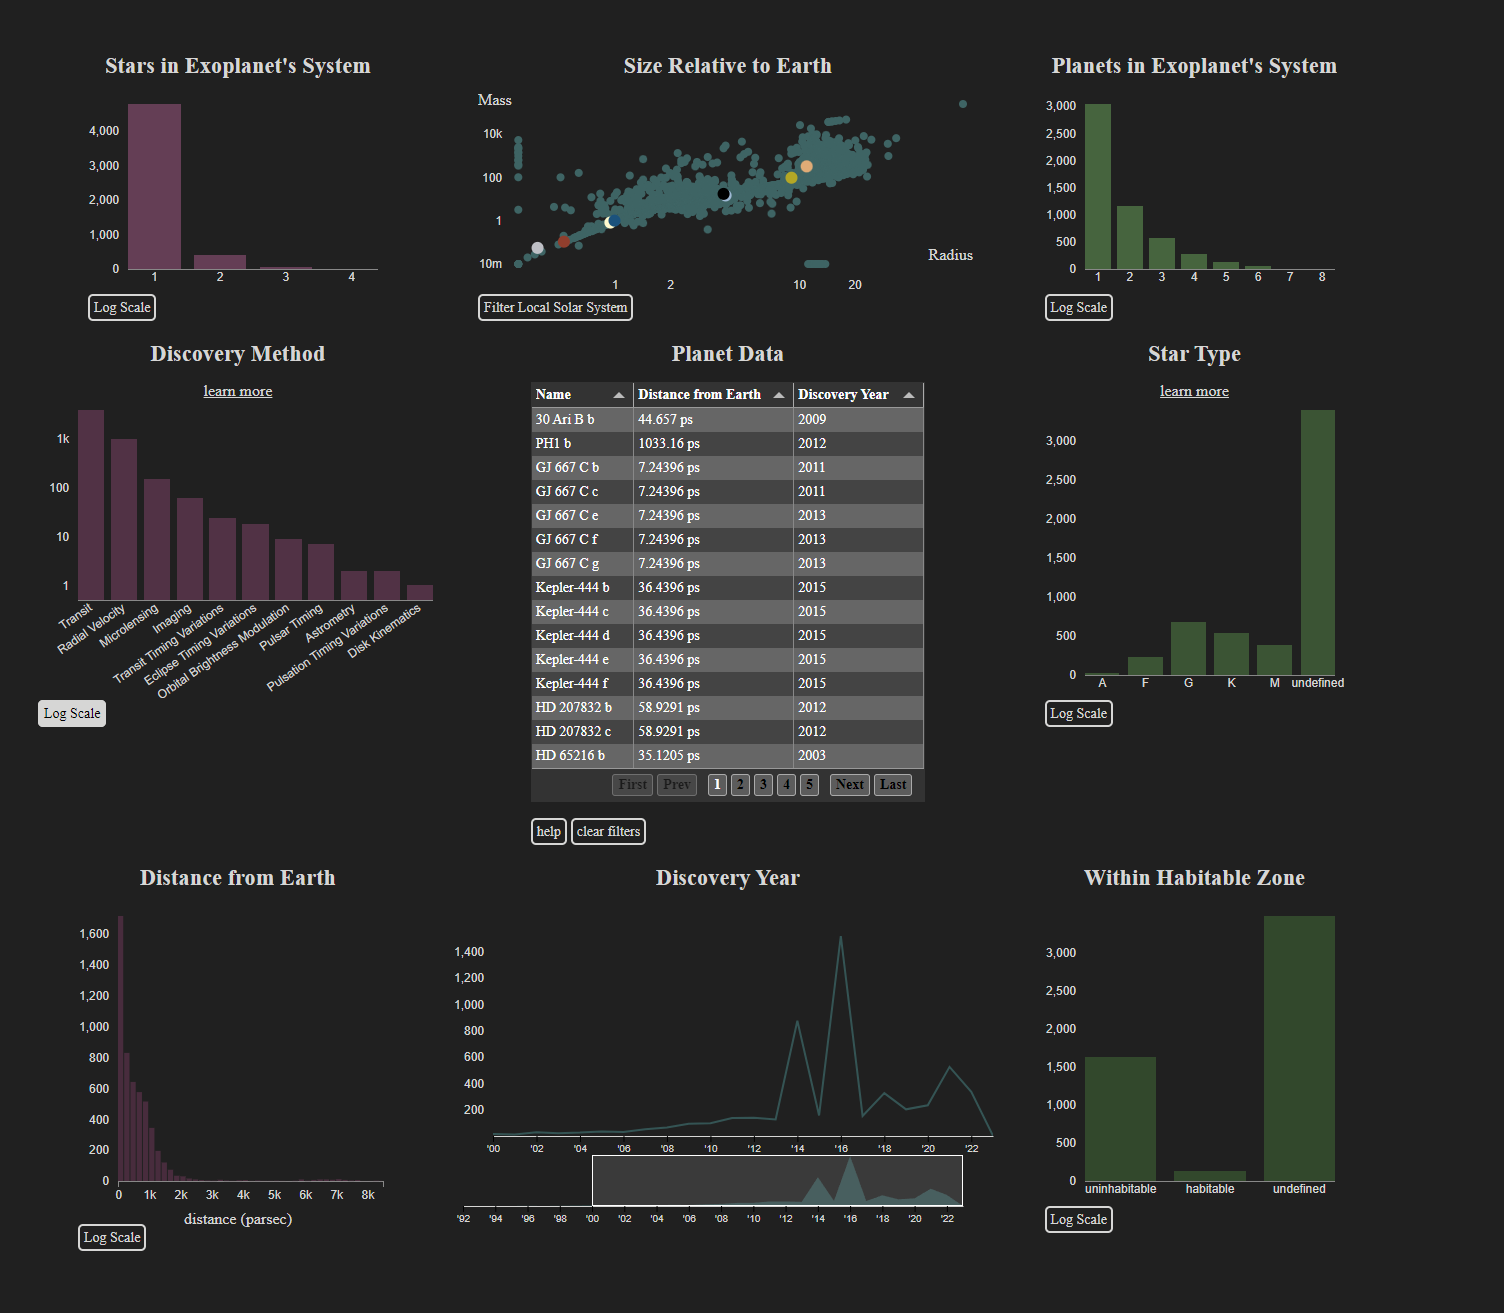 Stars in Exoplanet's System
4,000
3,000
2,000
1,000
0
1 2 3 4
Log Scale
Size Relative to Earth
Mass
10k
100
1
10m
Radius
1 2 10 20
Filter Local Solar System
Planets in Exoplanet's System
3,000
2,500
2,000
1,500
1,000
500
0
1 2 3 4 5 6 7 8
Log Scale
Discovery Method
learn more
1k
100
10
1
Transit
Radial Velocity
Microlensing
Imaging
Transit Timing Variations
Eclipse Timing Variations
Orbital Brightness Modulation
Pulsar Timing
Astrometry
Pulsation Timing Variations
Disk Kinematics
Log Scale
Planet Data
Name Distance from Earth Discovery Year
30 Ari B b 44.657 ps 2009
PH1 b 1033.16 ps 2012
GJ 667 C b 7.24396 ps 2011
GJ 667 C c 7.24396 ps 2011
GJ 667 C e 7.24396 ps 2013
GJ 667 C f 7.24396 ps 2013
GJ 667 C g 7.24396 ps 2013
Kepler-444 b 36.4396 ps 2015
Kepler-444 c 36.4396 ps 2015
Kepler-444 d 36.4396 ps 2015
Kepler-444 e 36.4396 ps 2015
Kepler-444 f 36.4396 ps 2015
HD 207832 b 58.9291 ps 2012
HD 207832 c 58.9291 ps 2012
HD 65216 b 35.1205 ps 2003
First Prev 1 2 3 4 5 Next Last
help clear filters
Star Type
learn more
3,000
2,500
2,000
1,500
1,000
500
0
A F G K M undefined
Log Scale
Distance from Earth
1,600
1,400
1,200
1,000
800
600
400
200
0
0 1k 2k 3k 4k 5k 6k 7k 8k
distance (parsec)
Log Scale
Discovery Year
1,400
1,200
1,000
800
600
400
200
'00 '02 '04 '06 '08 '10 '12 '14 '16 '18 '20 '22
'92 '94 '96 '98 '00 '02 '04 '06 '08 '10 '12 '14 '16 '18 '20 '22
Within Habitable Zone
3,000
2,500
2,000
1,500
1,000
500
0
uninhabitable habitable undefined
Log Scale